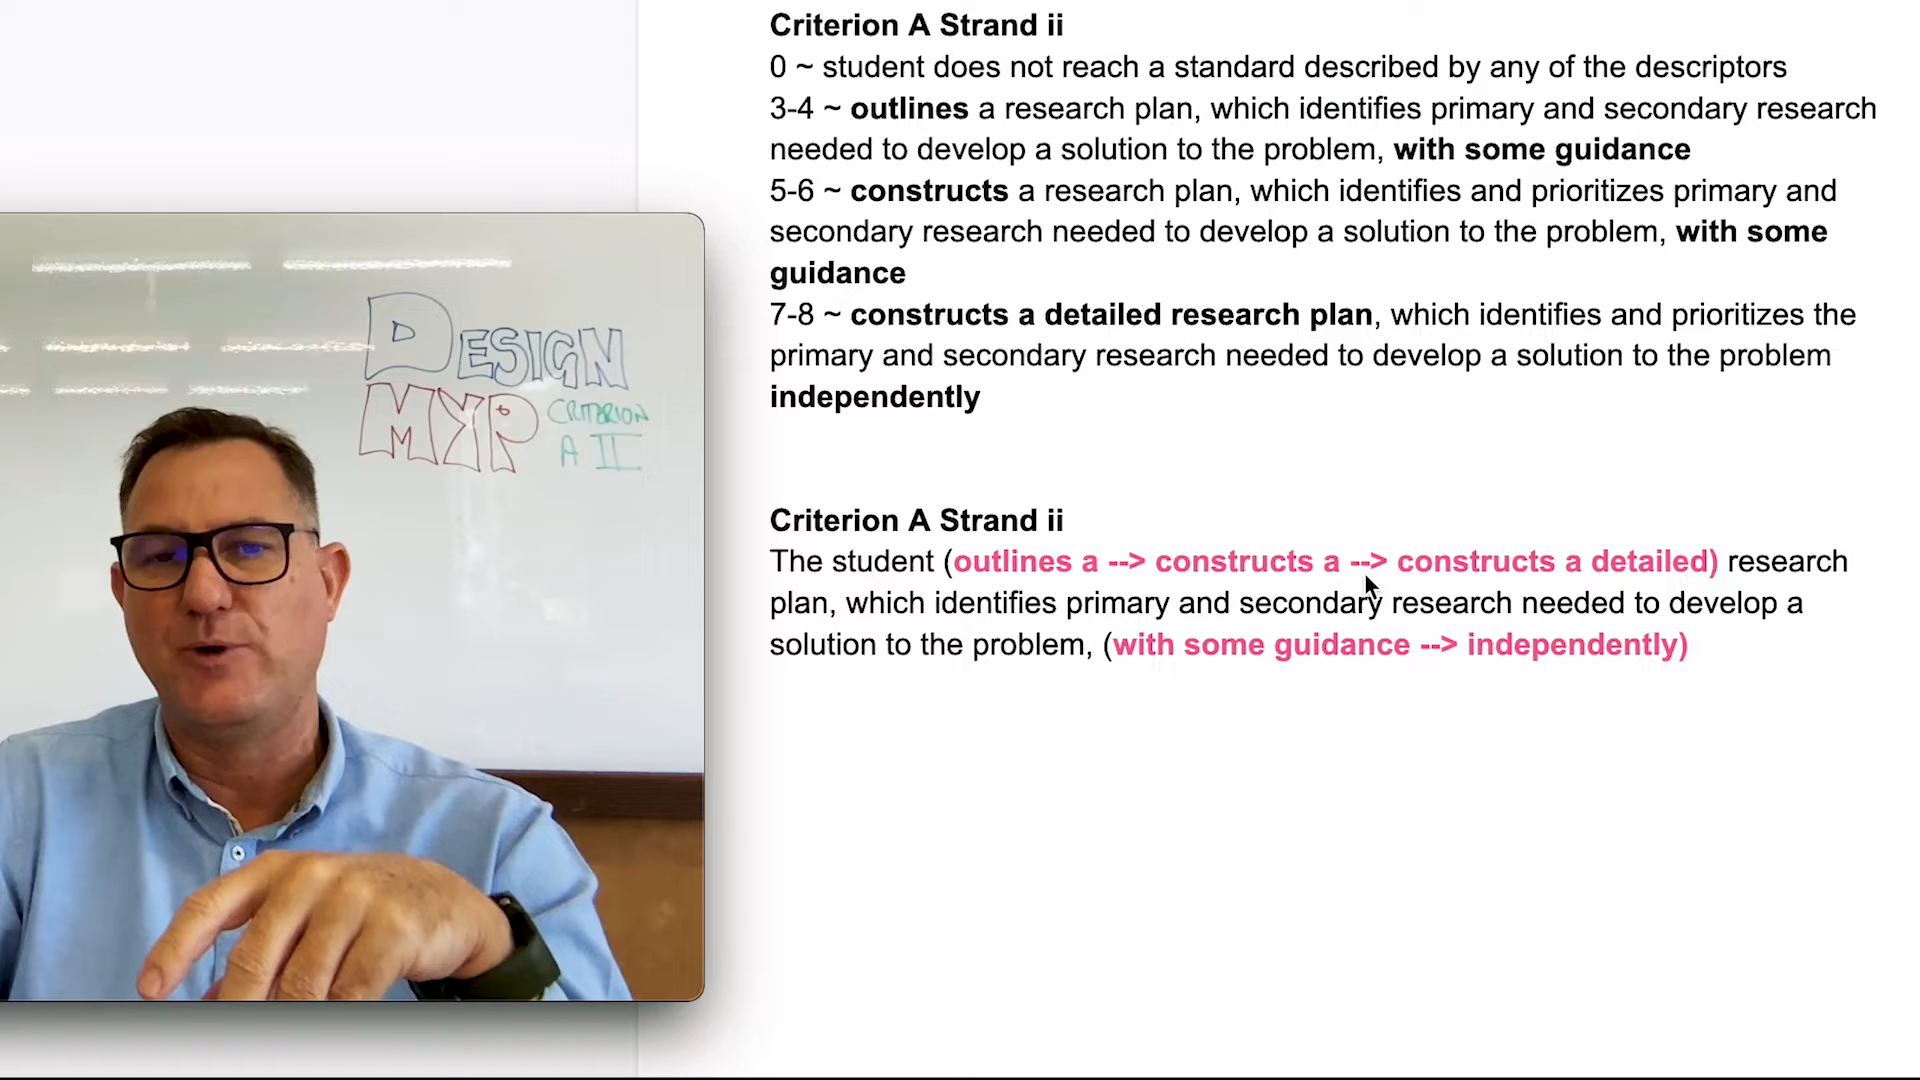 Criterion A Strand ii
0 ~ student does not reach a standard described by any of the descriptors
3-4 ~ outlines a research plan, which identifies primary and secondary research
needed to develop a solution to the problem, with some guidance
5-6 ~ constructs a research plan, which identifies and prioritizes primary and
secondary research needed to develop a solution to the problem, with some
guidance
7-8 ~ constructs a detailed research plan, which identifies and prioritizes the
primary and secondary research needed to develop a solution to the problem
independently
Criterion A Strand ii
The student (outlines a --> constructs a --> constructs a detailed) research
plan, which identifies primary and secondary research needed to develop a
solution to the problem, (with some guidance --> independently)
DESIGN
MYP CRITERION
A II